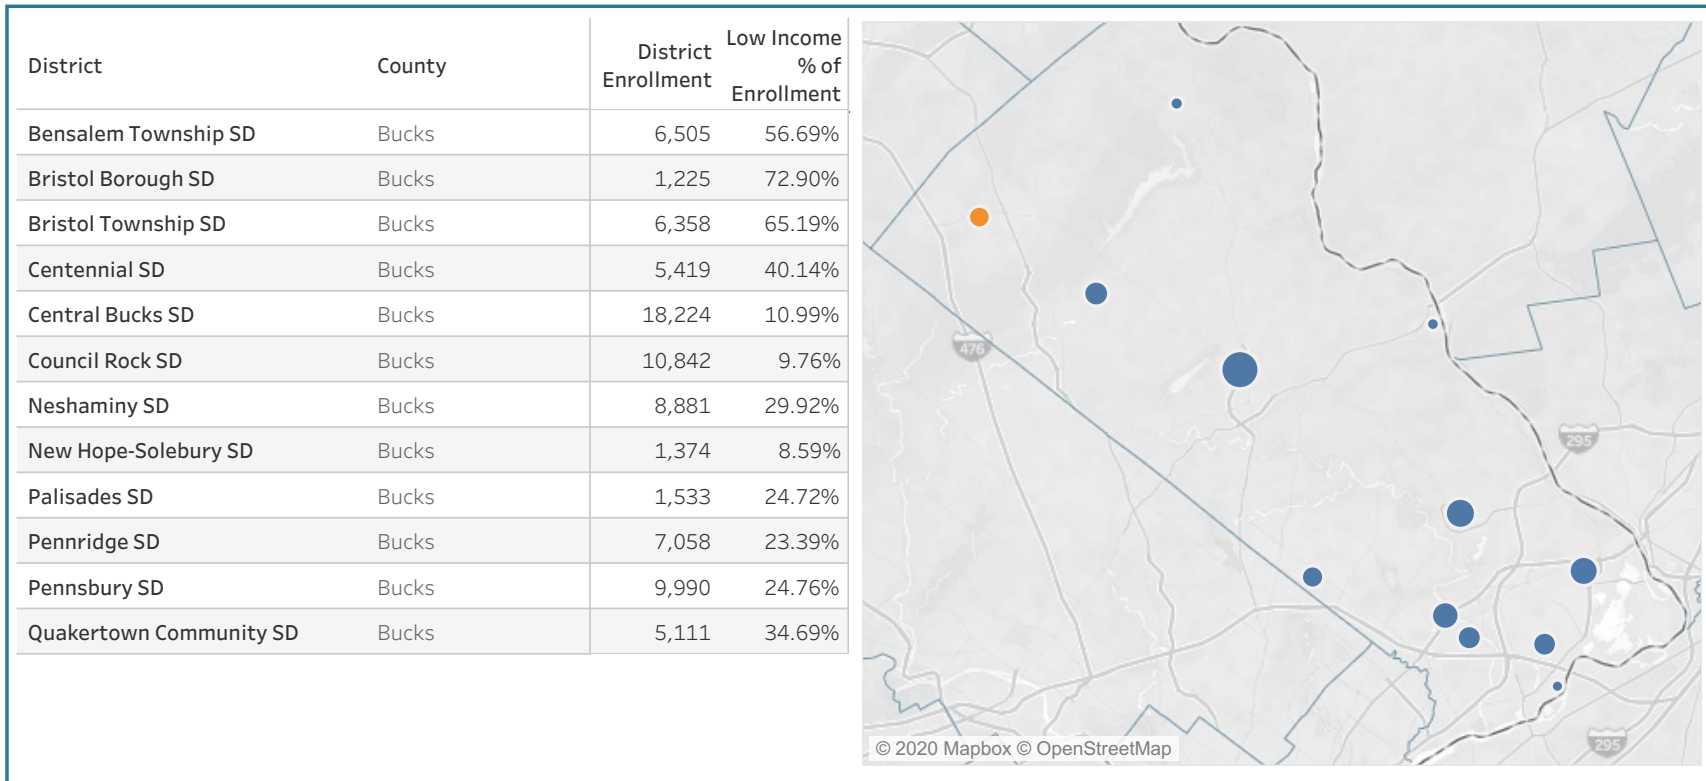 District County District Enrollment Low Income % of Enrollment
Bensalem Township SD Bucks 6,505 56.69%
Bristol Borough SD Bucks 1,225 72.90%
Bristol Township SD Bucks 6,358 65.19%
Centennial SD Bucks 5,419 40.14%
Central Bucks SD Bucks 18,224 10.99%
Council Rock SD Bucks 10,842 9.76%
Neshaminy SD Bucks 8,881 29.92%
New Hope-Solebury SD Bucks 1,374 8.59%
Palisades SD Bucks 1,533 24.72%
Pennridge SD Bucks 7,058 23.39%
Pennsbury SD Bucks 9,990 24.76%
Quakertown Community SD Bucks 5,111 34.69%
476
295
295
© 2020 Mapbox © OpenStreetMap